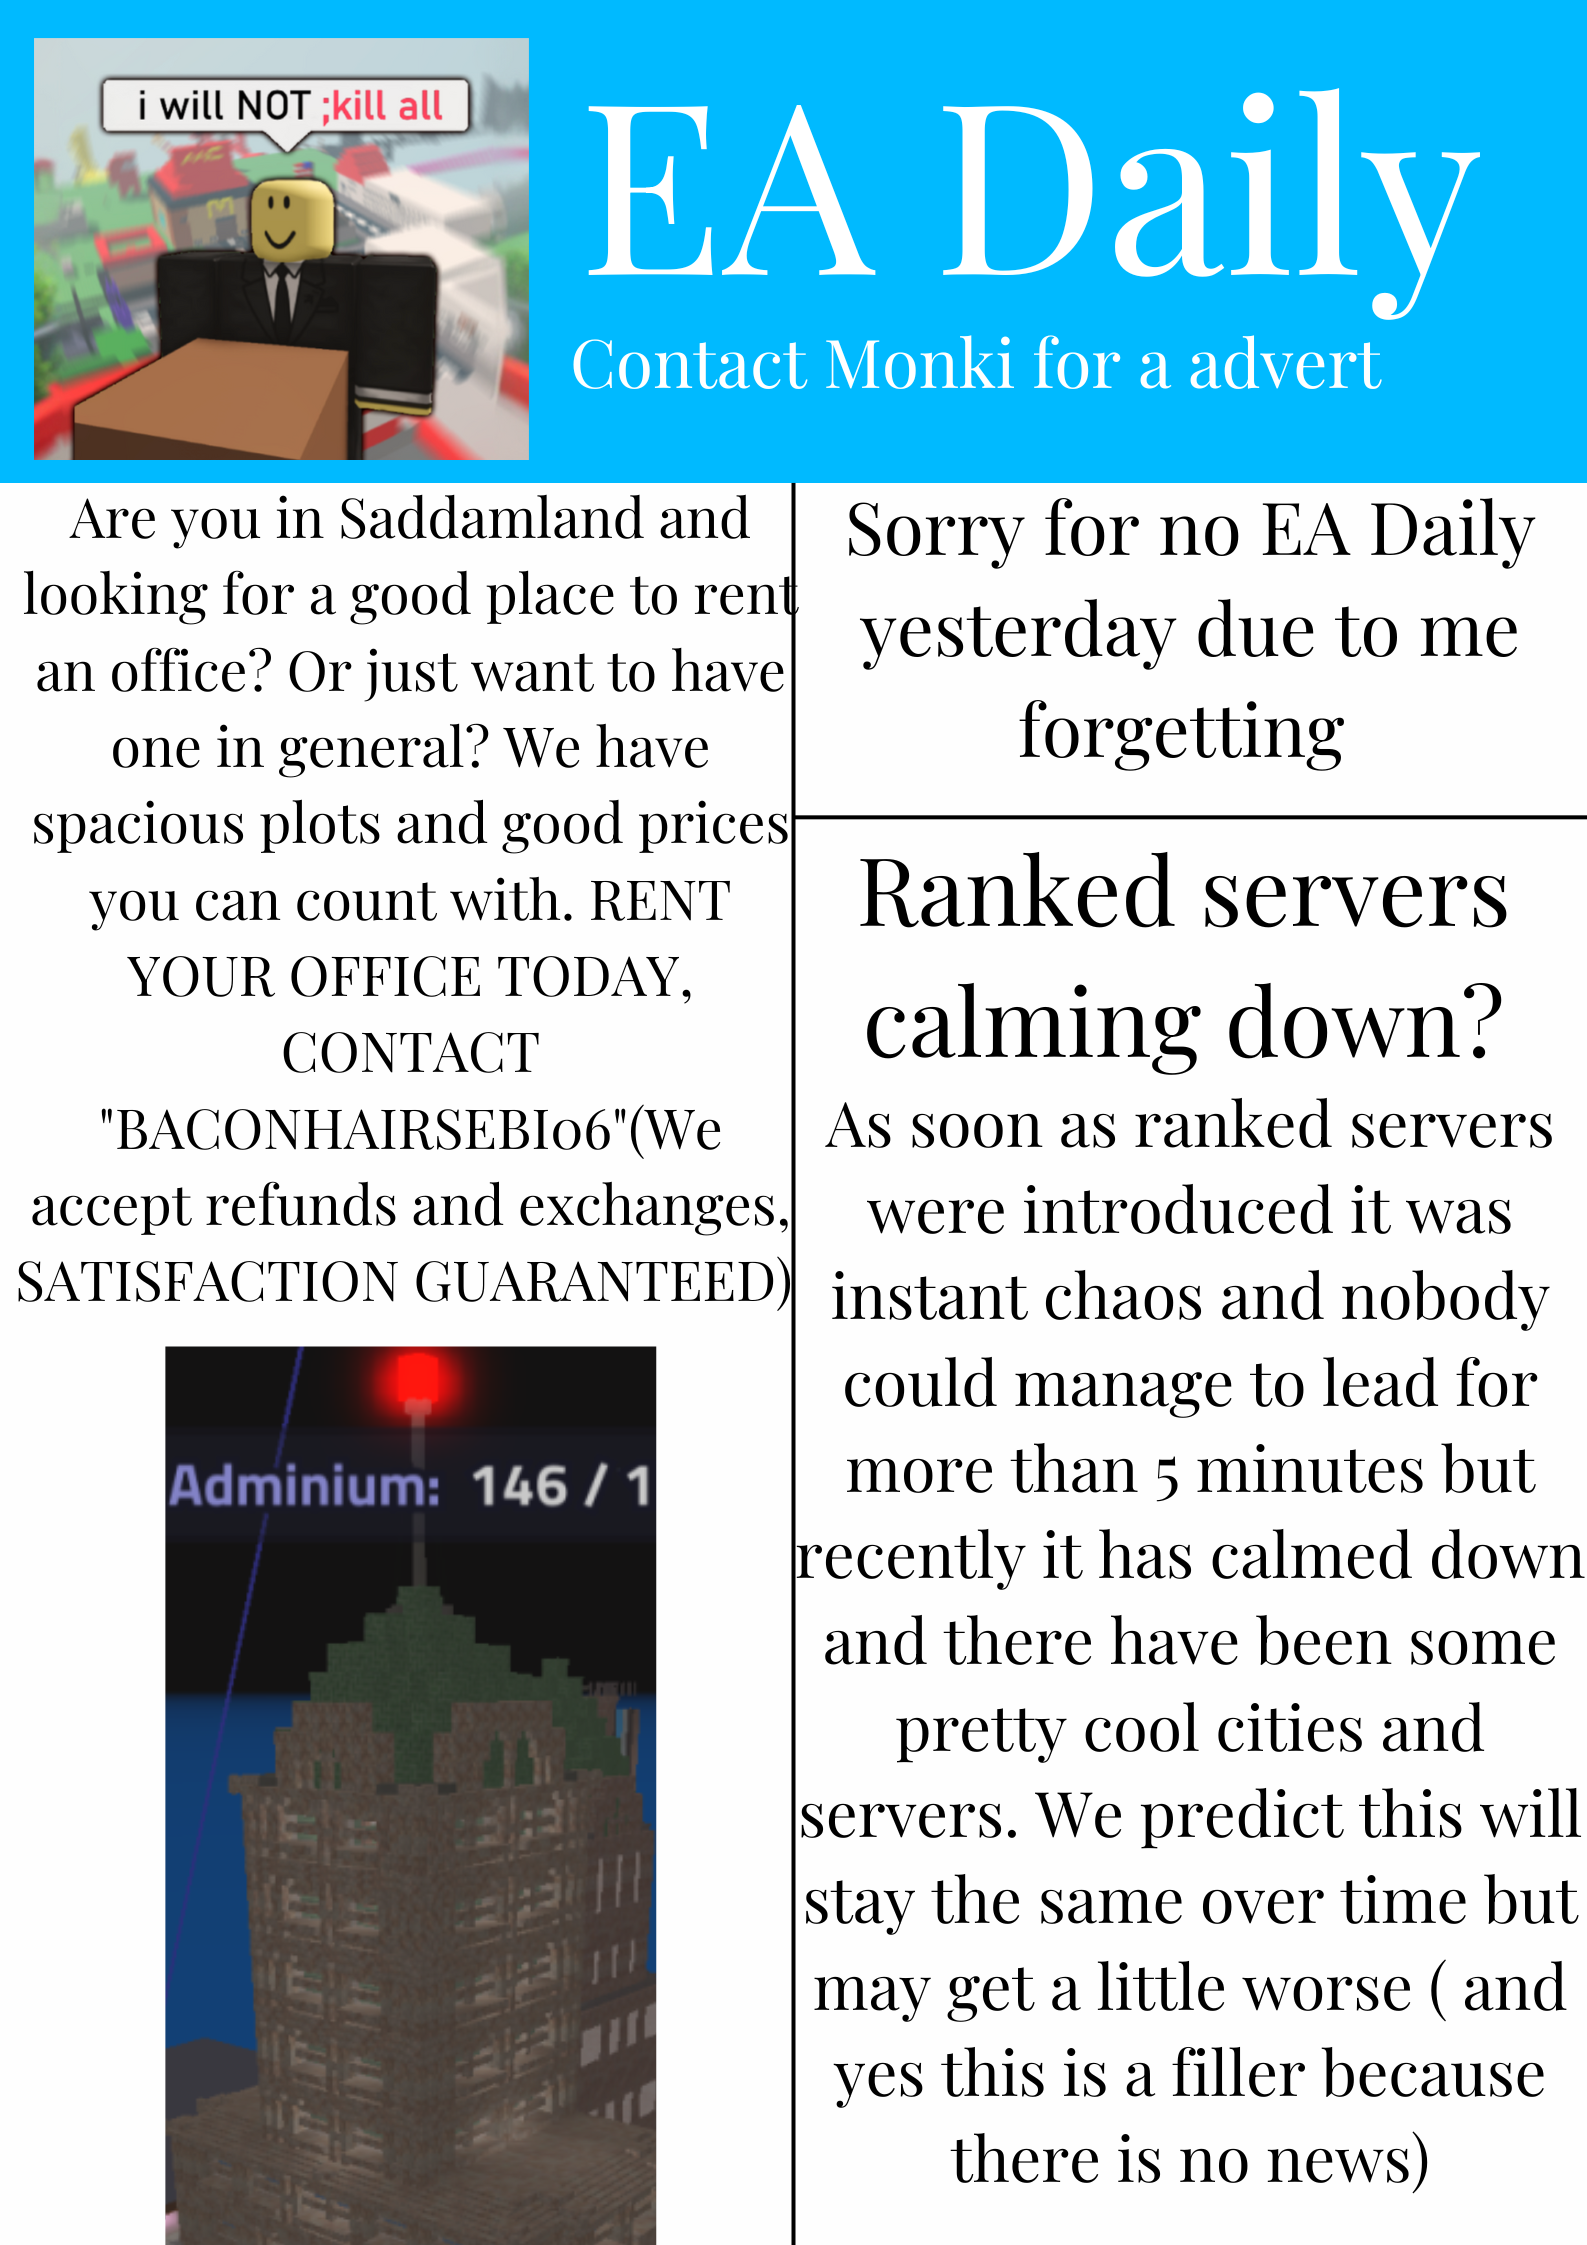 i will NOT ;kill all
EA Daily
Contact Monki for a advert
Are you in Saddamland and
looking for a good place to rent
an office? Or just want to have
one in general? We have
spacious plots and good prices
you can count with. RENT
YOUR OFFICE TODAY,
CONTACT
"BACONHAIRSEBI06"(We
accept refunds and exchanges,
SATISFACTION GUARANTEED)
Adminium: 146 / 1
Sorry for no EA Daily
yesterday due to me
forgetting
Ranked servers
calming down?
As soon as ranked servers
were introduced it was
instant chaos and nobody
could manage to lead for
more than 5 minutes but
recently it has calmed down
and there have been some
pretty cool cities and
servers. We predict this will
stay the same over time but
may get a little worse ( and
yes this is a filler because
there is no news)